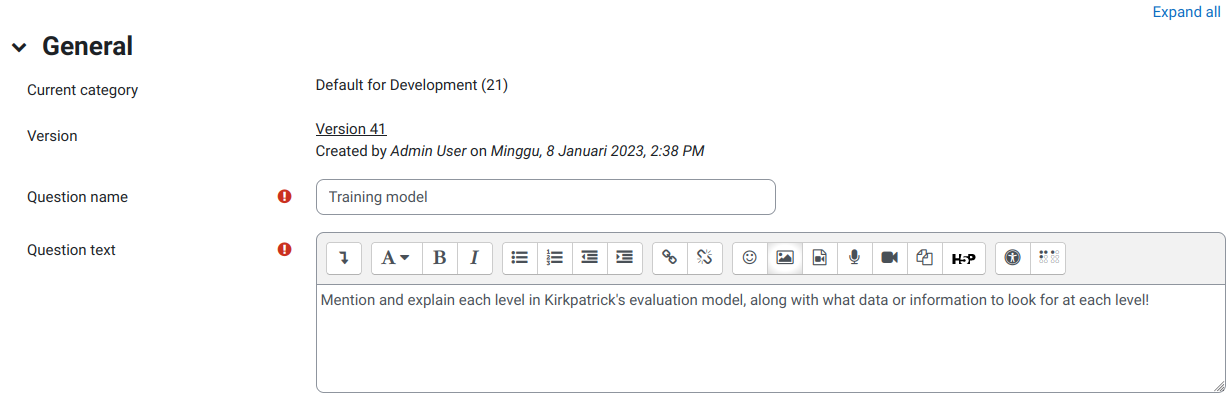 Expand all
General
Current category
Default for Development (21)
Version
Version 41
Created by Admin User on Minggu, 8 Januari 2023, 2:38 PM
Question name
Training model
Question text
A B I
H5P
Mention and explain each level in Kirkpatrick's evaluation model, along with what data or information to look for at each level!